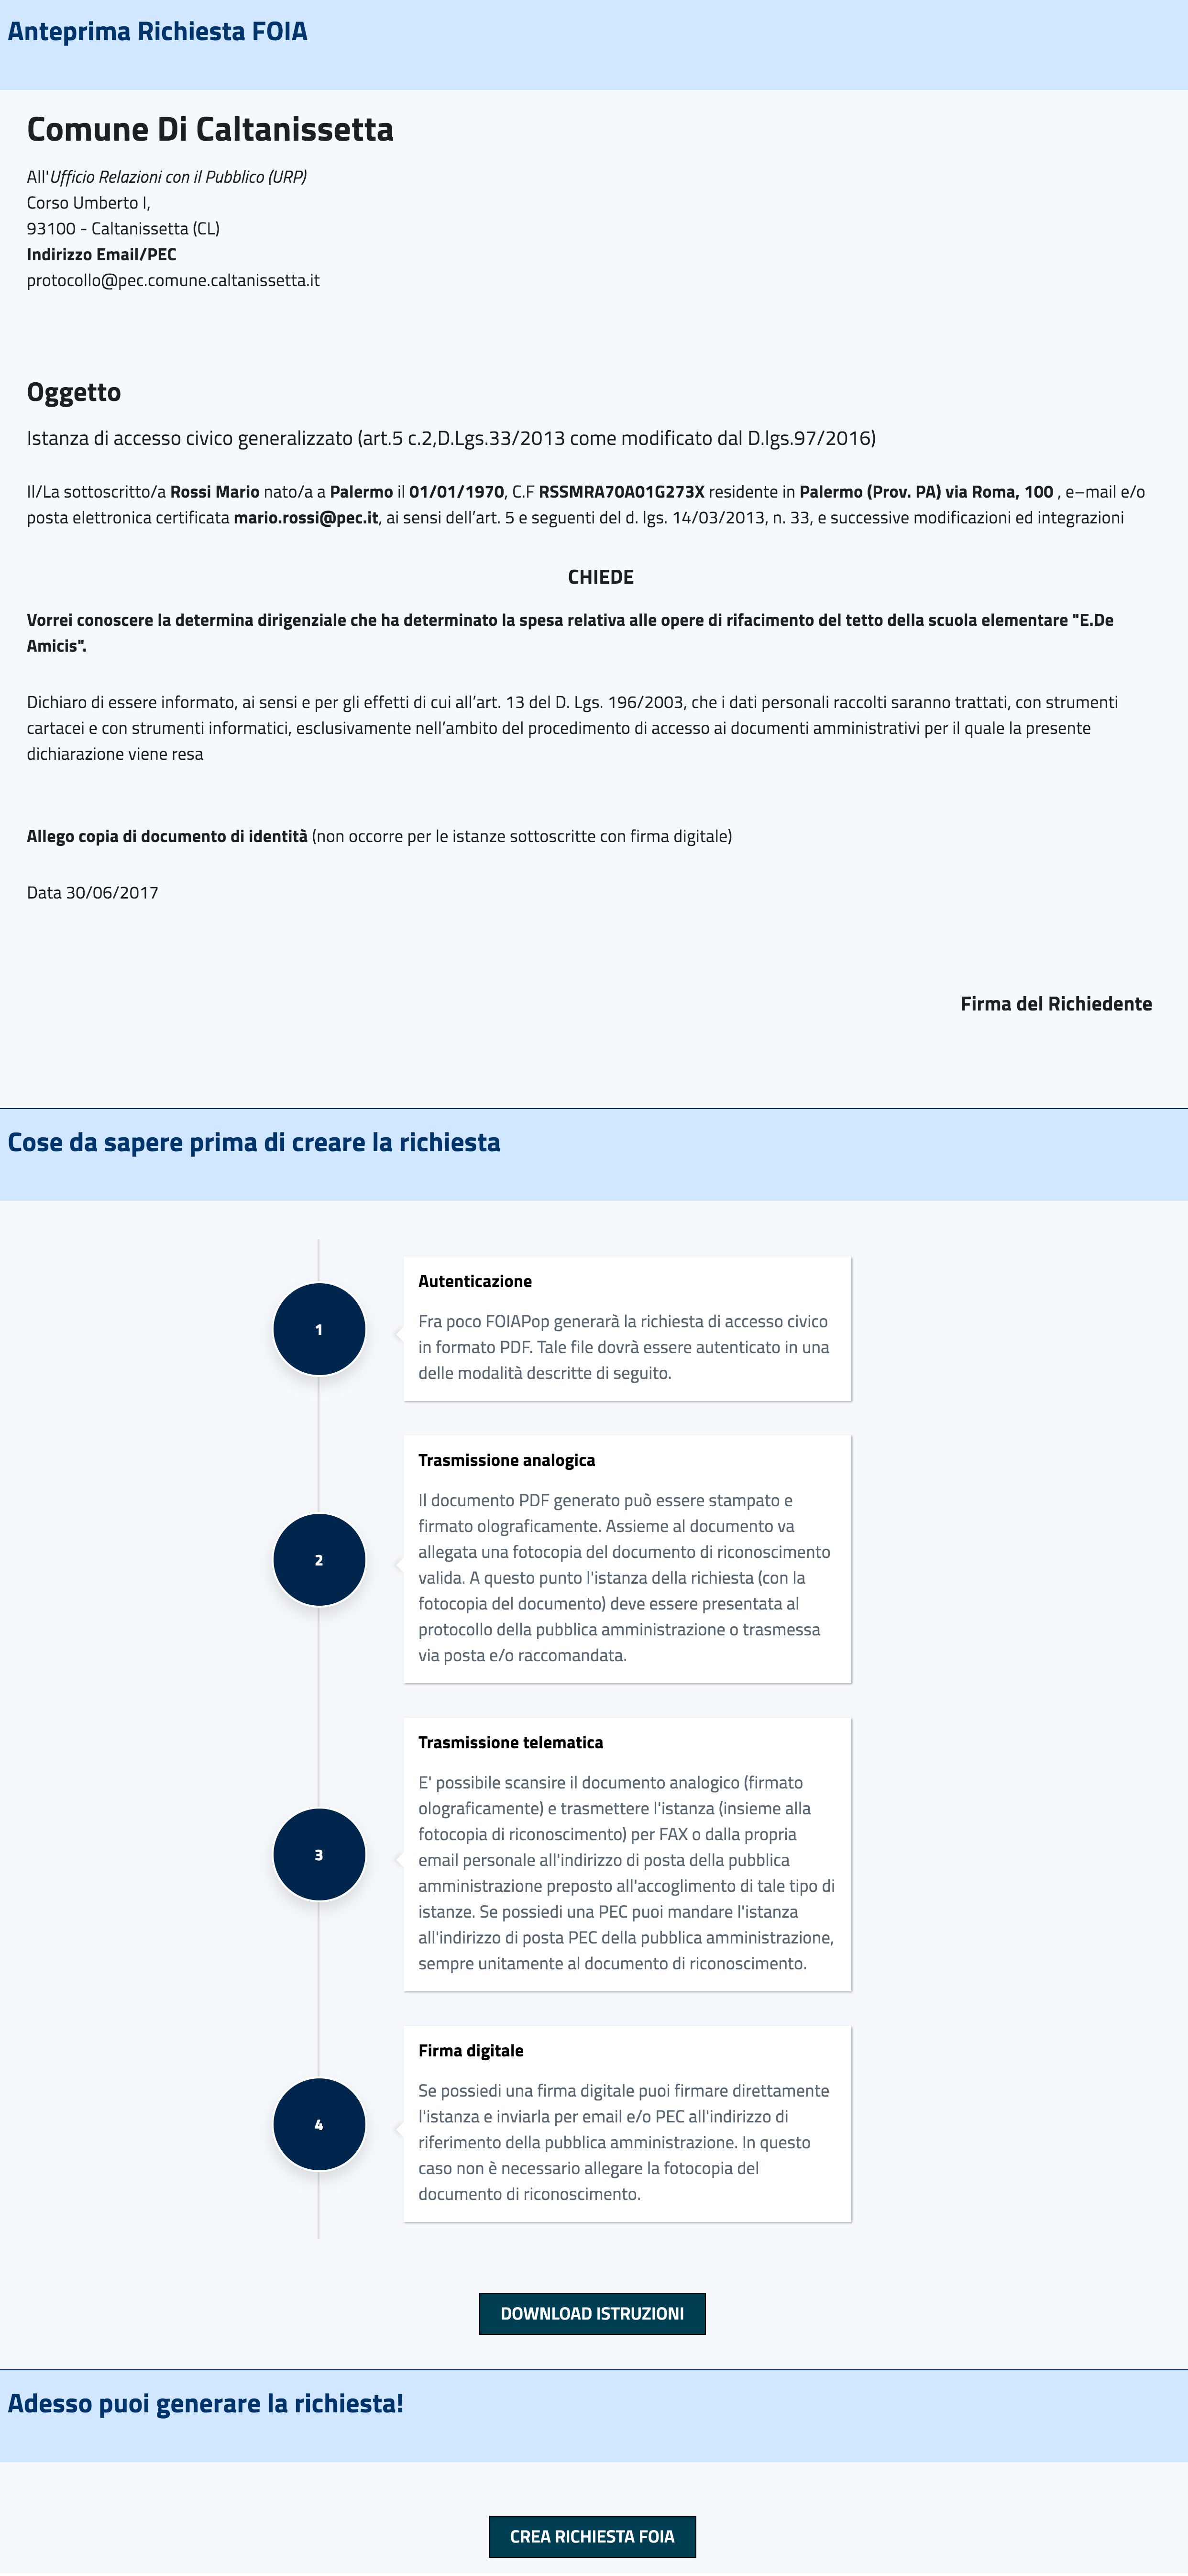 Anteprima Richiesta FOIA
Comune Di Caltanissetta
All'Ufficio Relazioni con il Pubblico (URP)
Corso Umberto I,
93100 - Caltanissetta (CL)
Indirizzo Email/PEC
protocollo@pec.comune.caltanissetta.it
Oggetto
Istanza di accesso civico generalizzato (art.5 c.2,D.Lgs.33/2013 come modificato dal D.lgs.97/2016)
Il/La sottoscritto/a Rossi Mario nato/a a Palermo il 01/01/1970, C.F RSSMRA70A01G273X residente in Palermo (Prov. PA) via Roma, 100 , e–mail e/o
posta elettronica certificata mario.rossi@pec.it, ai sensi dell’art. 5 e seguenti del d. lgs. 14/03/2013, n. 33, e successive modificazioni ed integrazioni
CHIEDE
Vorrei conoscere la determina dirigenziale che ha determinato la spesa relativa alle opere di rifacimento del tetto della scuola elementare "E.De
Amicis".
Dichiaro di essere informato, ai sensi e per gli effetti di cui all’art. 13 del D. Lgs. 196/2003, che i dati personali raccolti saranno trattati, con strumenti
cartacei e con strumenti informatici, esclusivamente nell’ambito del procedimento di accesso ai documenti amministrativi per il quale la presente
dichiarazione viene resa
Allego copia di documento di identità (non occorre per le istanze sottoscritte con firma digitale)
Data 30/06/2017
Firma del Richiedente
Cose da sapere prima di creare la richiesta
1
Autenticazione
Fra poco FOIAPop generarà la richiesta di accesso civico
in formato PDF. Tale file dovrà essere autenticato in una
delle modalità descritte di seguito.
2
Trasmissione analogica
Il documento PDF generato può essere stampato e
firmato olograficamente. Assieme al documento va
allegata una fotocopia del documento di riconoscimento
valida. A questo punto l'istanza della richiesta (con la
fotocopia del documento) deve essere presentata al
protocollo della pubblica amministrazione o trasmessa
via posta e/o raccomandata.
3
Trasmissione telematica
E' possibile scansire il documento analogico (firmato
olograficamente) e trasmettere l'istanza (insieme alla
fotocopia di riconoscimento) per FAX o dalla propria
email personale all'indirizzo di posta della pubblica
amministrazione preposto all'accoglimento di tale tipo di
istanze. Se possiedi una PEC puoi mandare l'istanza
all'indirizzo di posta PEC della pubblica amministrazione,
sempre unitamente al documento di riconoscimento.
4
Firma digitale
Se possiedi una firma digitale puoi firmare direttamente
l'istanza e inviarla per email e/o PEC all'indirizzo di
riferimento della pubblica amministrazione. In questo
caso non è necessario allegare la fotocopia del
documento di riconoscimento.
DOWNLOAD ISTRUZIONI
Adesso puoi generare la richiesta!
CREA RICHIESTA FOIA